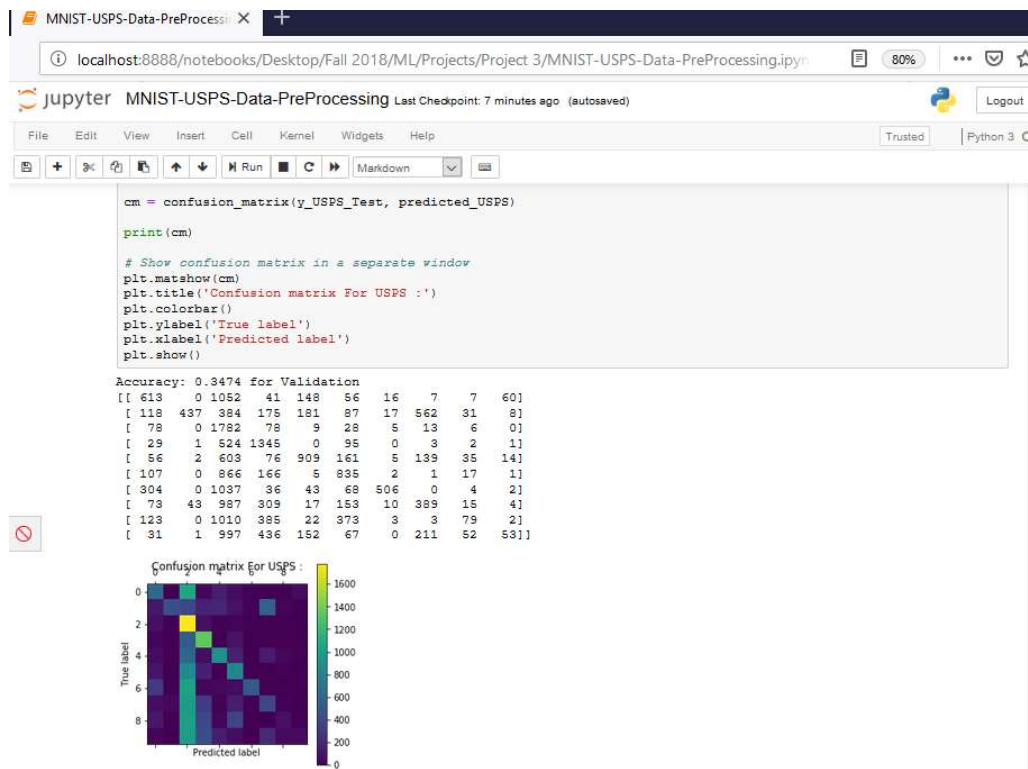 MNIST-USPS-Data-PreProcessi
localhost:8888/notebooks/Desktop/Fall 2018/ML/Projects/Project 3/MNIST-USPS-Data-PreProcessing.ipyn
80%
jupyter MNIST-USPS-Data-PreProcessing Last Checkpoint: 7 minutes ago (autosaved)
Logout
File Edit View Insert Cell Kernel Widgets Help
Trusted
Python 3
Run
Markdown
cm = confusion_matrix(y_USPS_Test, predicted_USPS)
print(cm)
# Show confusion matrix in a separate window
plt.matshow(cm)
plt.title('Confusion matrix For USPS :')
plt.colorbar()
plt.ylabel('True label')
plt.xlabel('Predicted label')
plt.show()
Accuracy: 0.3474 for Validation
[[ 613 0 1052 41 148 56 16 7 7 60]
[ 118 437 384 175 181 87 17 562 31 8]
[ 78 0 1782 78 9 28 5 13 6 0]
[ 29 1 524 1345 0 95 0 3 2 1]
[ 56 2 603 76 909 161 5 139 35 14]
[ 107 0 866 166 5 835 2 1 17 1]
[ 304 0 1037 36 43 68 506 0 4 2]
[ 73 43 987 309 17 153 10 389 15 4]
[ 123 0 1010 385 22 373 3 3 79 2]
[ 31 1 997 436 152 67 0 211 52 53]]
Confusion matrix For USPS :
0 2 4 6 8
0
2
4
6
8
True label
Predicted label
1600
1400
1200
1000
800
600
400
200
0